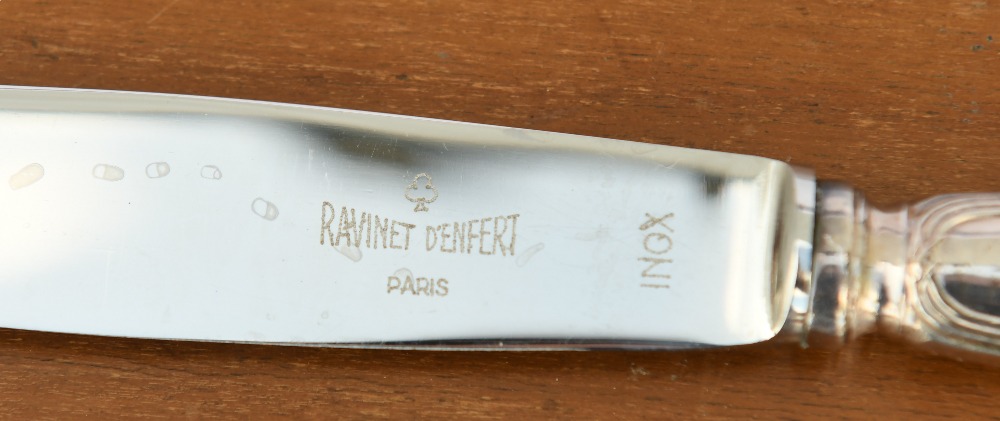 RAVINET D'ENFERT
PARIS
INOX